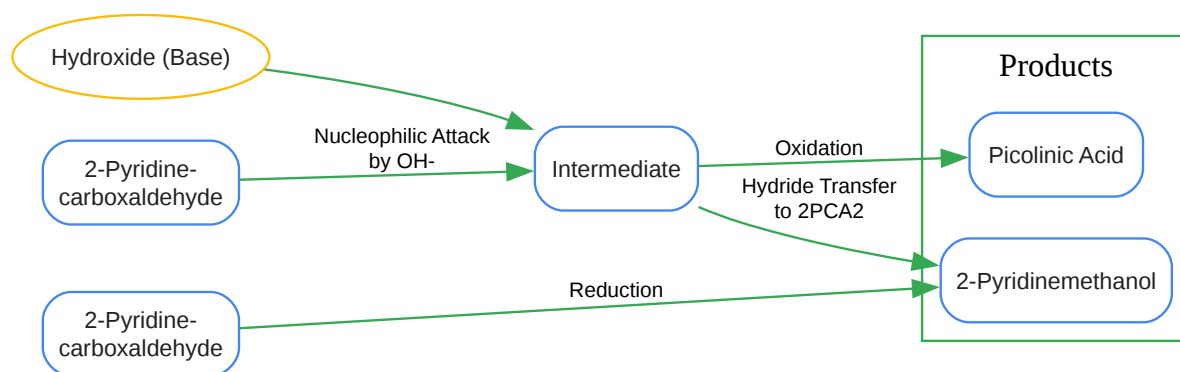 Hydroxide (Base)
2-Pyridine-
carboxaldehyde
Nucleophilic Attack
by OH-
Intermediate
Oxidation
Hydride Transfer
to 2PCA2
Products
Picolinic Acid
2-Pyridinemethanol
2-Pyridine-
carboxaldehyde
Reduction